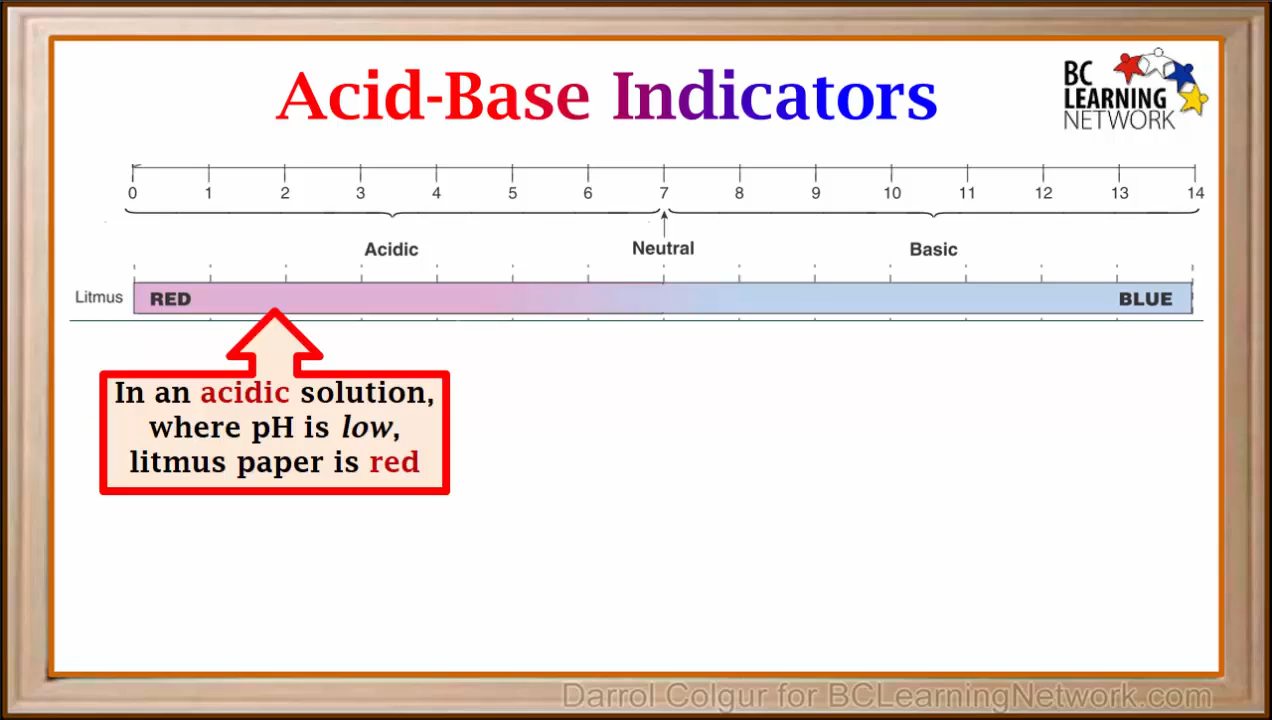 Acid-Base Indicators
BC
LEARNING
NETWORK
0 1 2 3 4 5 6 7 8 9 10 11 12 13 14
Acidic Neutral Basic
Litmus RED BLUE
In an acidic solution,
where pH is low,
litmus paper is red
Darrol Colgur for BCLearningNetwork.com